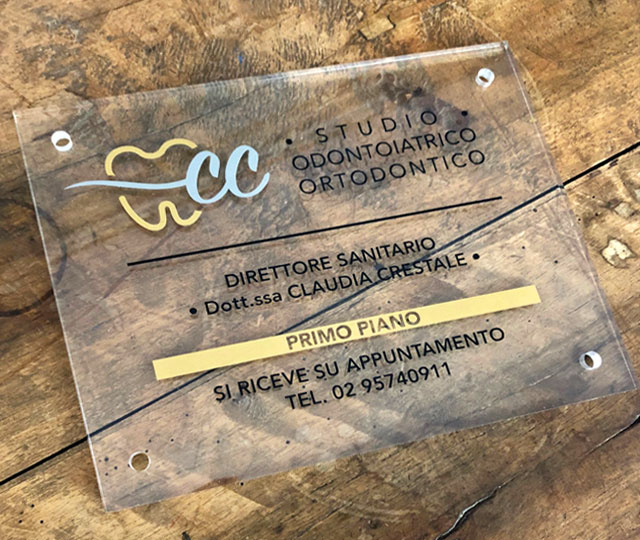 CC
• STUDIO •
ODONTOIATRICO
ORTODONTICO
DIRETTORE SANITARIO
• Dott.ssa CLAUDIA CRESTALE •
PRIMO PIANO
SI RICEVE SU APPUNTAMENTO
TEL. 02 95740911